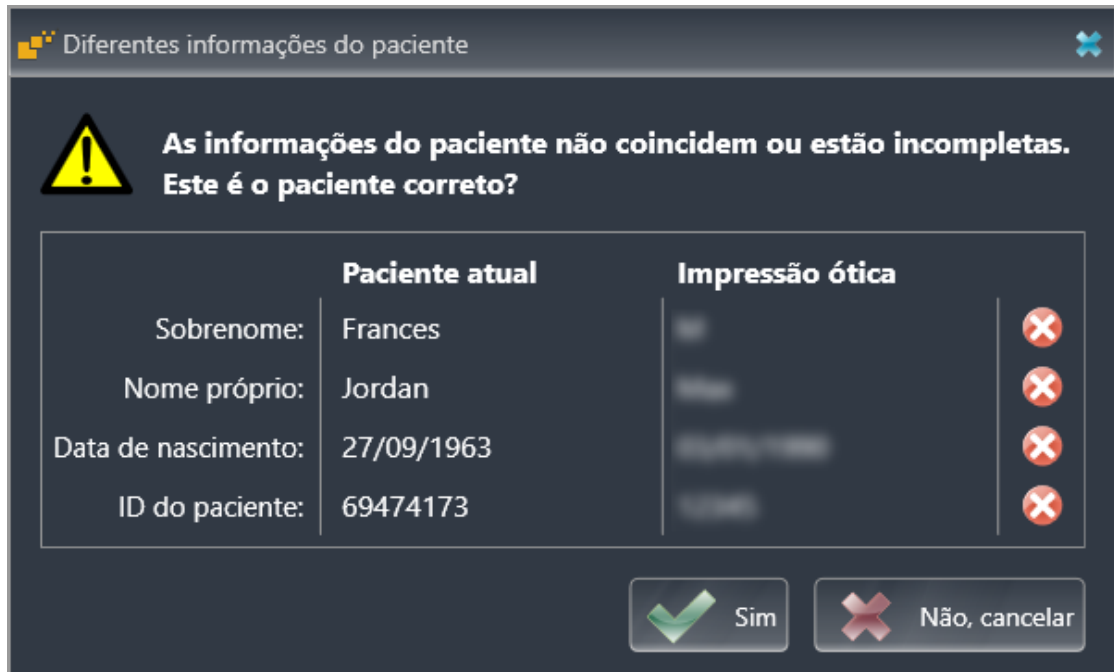 Diferentes informações do paciente
As informações do paciente não coincidem ou estão incompletas.
Este é o paciente correto?
Paciente atual Impressão ótica
Sobrenome: Frances
Nome próprio: Jordan
Data de nascimento: 27/09/1963
ID do paciente: 69474173
Sim Não, cancelar